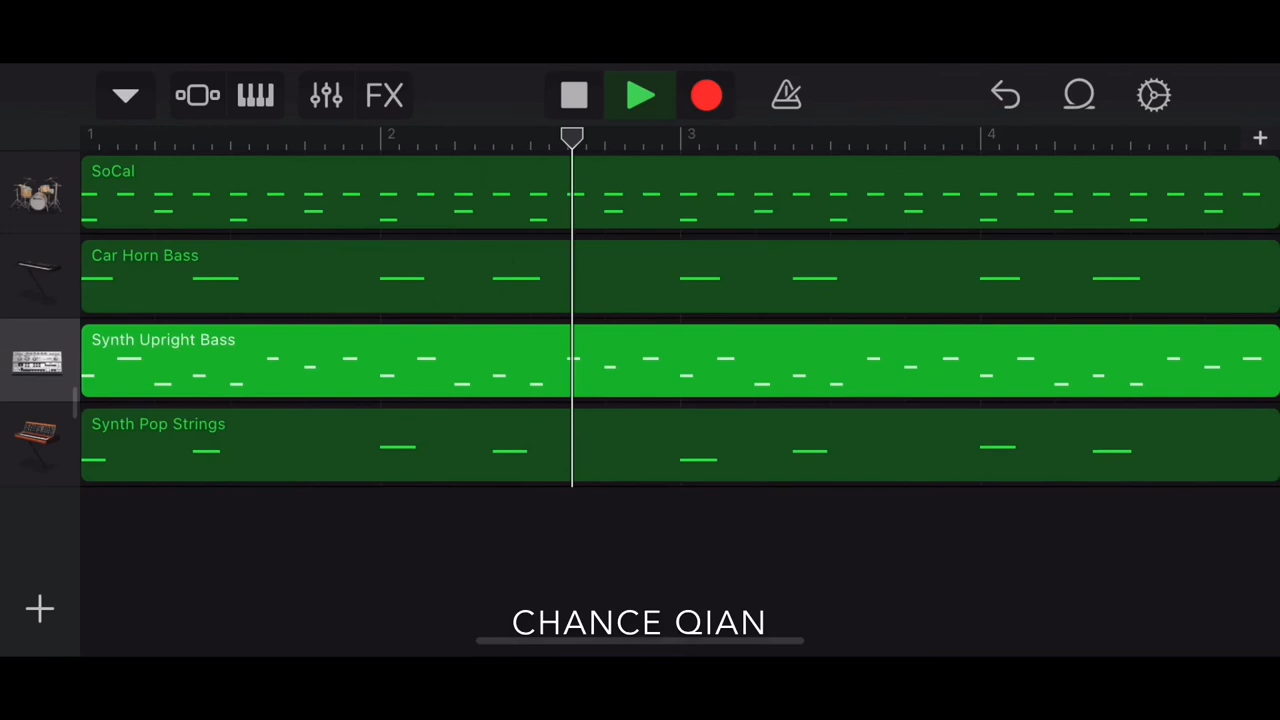 FX
1 2 3 4
SoCal
Car Horn Bass
Synth Upright Bass
Synth Pop Strings
CHANCE QIAN